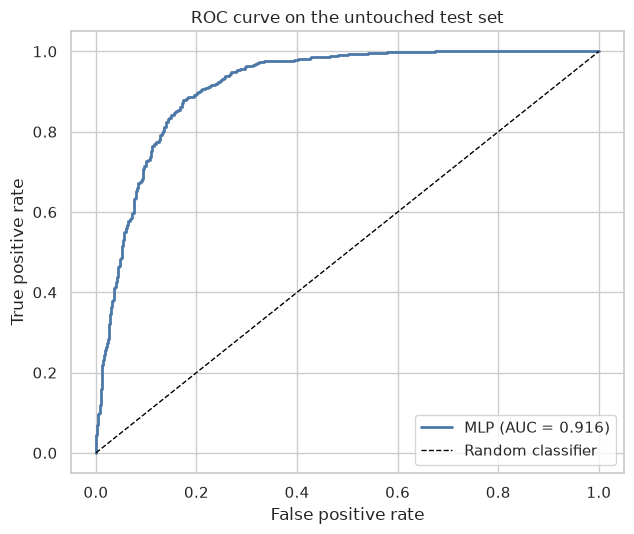 ROC curve on the untouched test set
1.0
0.8
0.6
0.4
0.2
0.0
True positive rate
0.0 0.2 0.4 0.6 0.8 1.0
False positive rate
MLP (AUC = 0.916)
Random classifier